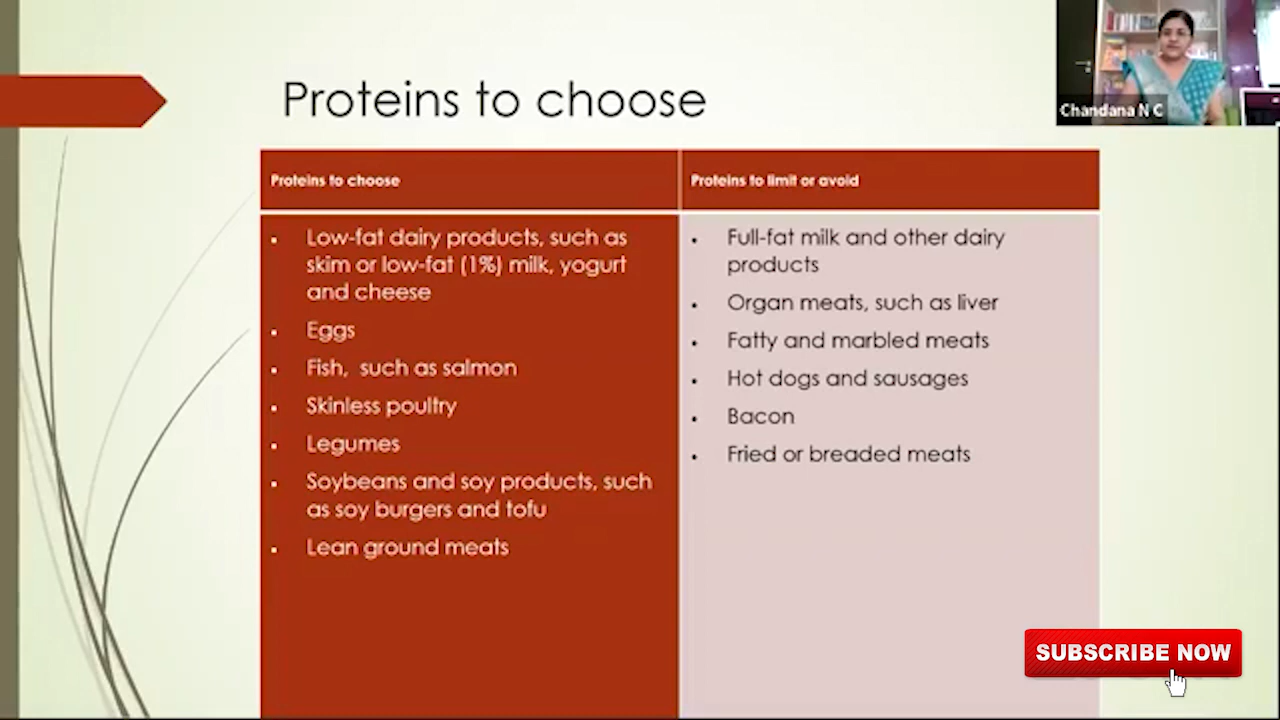 Proteins to choose
Chandana N C
Proteins to choose
Low-fat dairy products, such as
skim or low-fat (1%) milk, yogurt
and cheese
Eggs
Fish, such as salmon
Skinless poultry
Legumes
Soybeans and soy products, such
as soy burgers and tofu
Lean ground meats
Proteins to limit or avoid
Full-fat milk and other dairy
products
Organ meats, such as liver
Fatty and marbled meats
Hot dogs and sausages
Bacon
Fried or breaded meats
SUBSCRIBE NOW